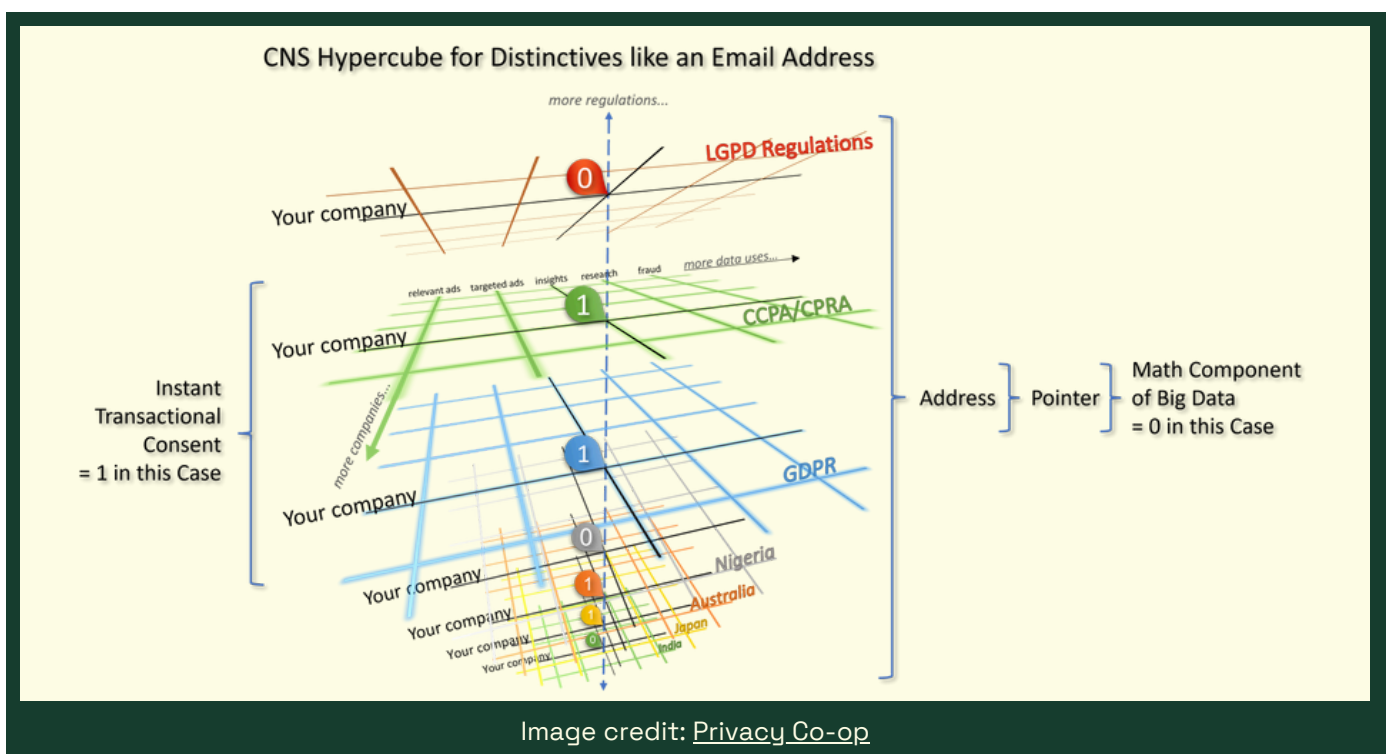 CNS Hypercube for Distinctives like an Email Address
more regulations...
LGPD Regulations
0
Your company
more data uses...
relevant ads targeted ads insights research fraud
1
CCPA/CPRA
Your company
more companies...
Instant
Transactional
Consent
= 1 in this Case
Address
Pointer
Math Component
of Big Data
= 0 in this Case
1
GDPR
Your company
0
Nigeria
Your company
1
Australia
Your company
1
Japan
Your company
0
India
Your company
Image credit: Privacy Co-op